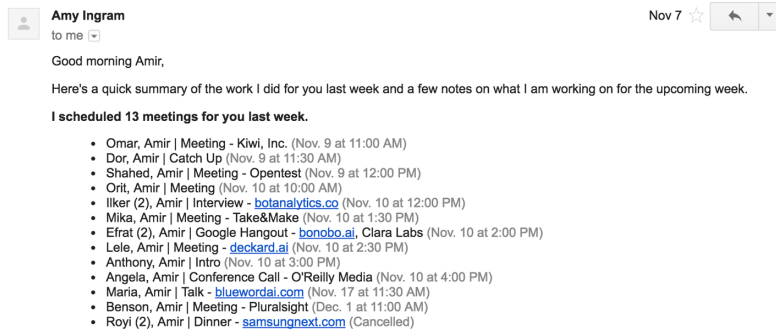 Amy Ingram
Nov 7
to me
Good morning Amir,
Here's a quick summary of the work I did for you last week and a few notes on what I am working on for the upcoming week.
I scheduled 13 meetings for you last week.
• Omar, Amir | Meeting - Kiwi, Inc. (Nov. 9 at 11:00 AM)
• Dor, Amir | Catch Up (Nov. 9 at 11:30 AM)
• Shahed, Amir | Meeting - Opentest (Nov. 9 at 12:00 PM)
• Orit, Amir | Meeting (Nov. 10 at 10:00 AM)
• Ilker (2), Amir | Interview - botanalytics.co (Nov. 10 at 12:00 PM)
• Mika, Amir | Meeting - Take&Make (Nov. 10 at 1:30 PM)
• Efrat (2), Amir | Google Hangout - bonobo.ai, Clara Labs (Nov. 10 at 2:00 PM)
• Lele, Amir | Meeting - deckard.ai (Nov. 10 at 2:30 PM)
• Anthony, Amir | Intro (Nov. 10 at 3:00 PM)
• Angela, Amir | Conference Call - O'Reilly Media (Nov. 10 at 4:00 PM)
• Maria, Amir | Talk - bluewordai.com (Nov. 17 at 11:30 AM)
• Benson, Amir | Meeting - Pluralsight (Dec. 1 at 11:00 AM)
• Royi (2), Amir | Dinner - samsungnext.com (Cancelled)